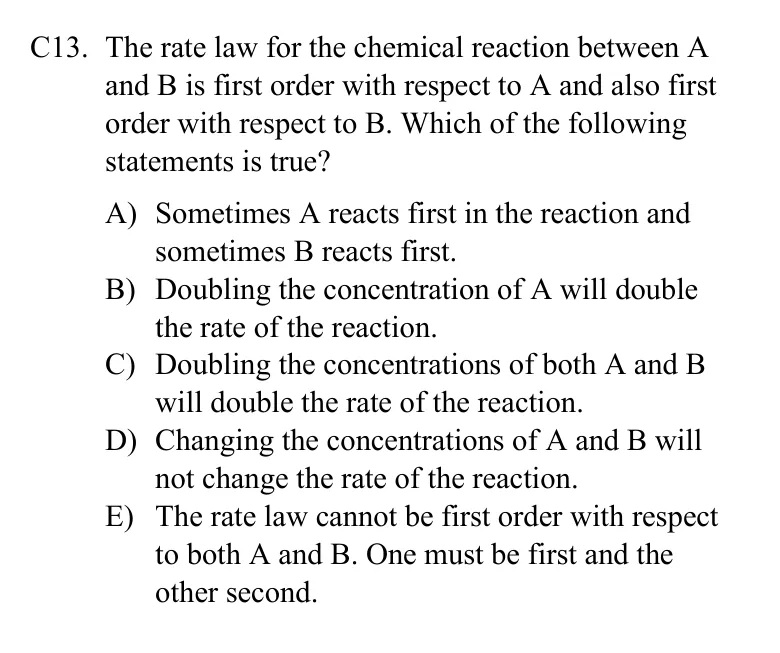 C13. The rate law for the chemical reaction between A
and B is first order with respect to A and also first
order with respect to B. Which of the following
statements is true?
A) Sometimes A reacts first in the reaction and
sometimes B reacts first.
B) Doubling the concentration of A will double
the rate of the reaction.
C) Doubling the concentrations of both A and B
will double the rate of the reaction.
D) Changing the concentrations of A and B will
not change the rate of the reaction.
E) The rate law cannot be first order with respect
to both A and B. One must be first and the
other second.